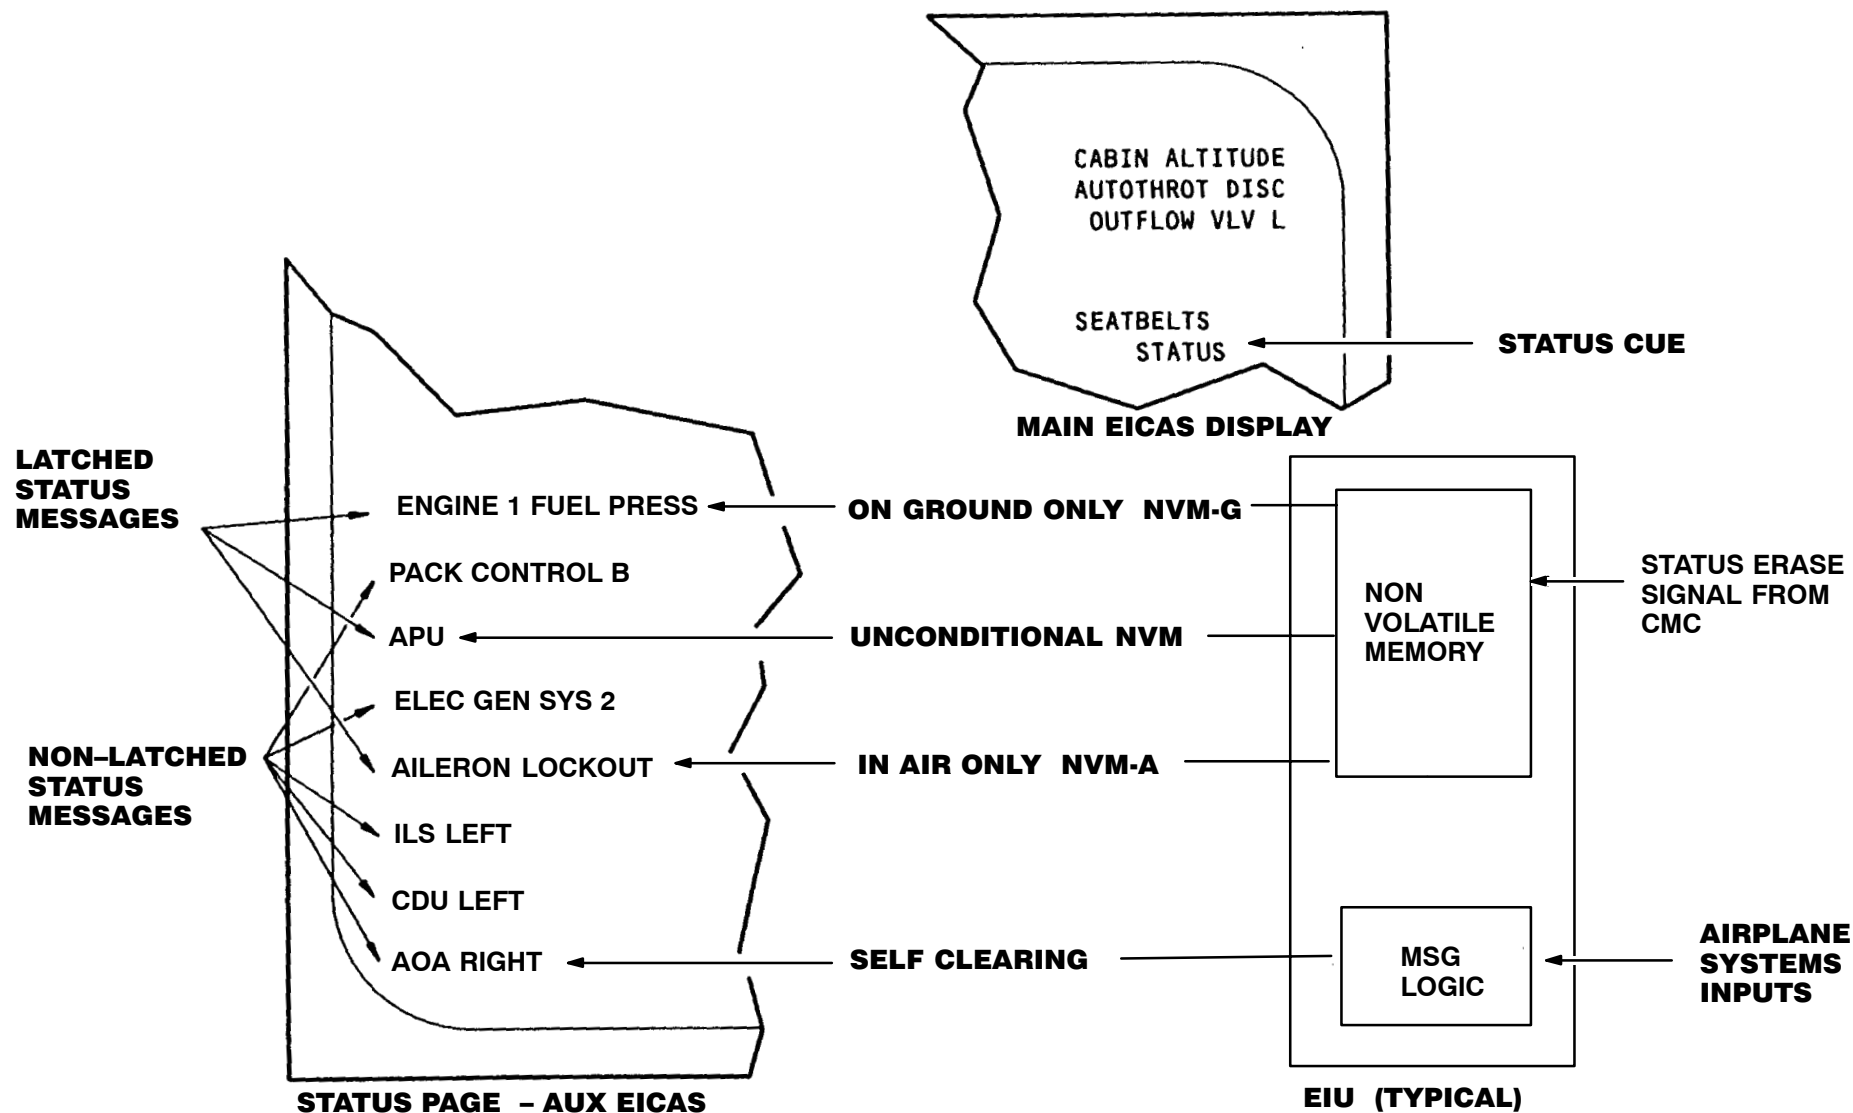 CABIN ALTITUDE
AUTOTHROT DISC
OUTFLOW VLV L
SEATBELTS
STATUS
STATUS CUE
MAIN EICAS DISPLAY
LATCHED
STATUS
MESSAGES
ENGINE 1 FUEL PRESS
ON GROUND ONLY NVM-G
PACK CONTROL B
APU
UNCONDITIONAL NVM
NON
VOLATILE
MEMORY
STATUS ERASE
SIGNAL FROM
CMC
ELEC GEN SYS 2
NON–LATCHED
STATUS
MESSAGES
AILERON LOCKOUT
IN AIR ONLY NVM-A
ILS LEFT
CDU LEFT
AOA RIGHT
SELF CLEARING
MSG
LOGIC
AIRPLANE
SYSTEMS
INPUTS
STATUS PAGE – AUX EICAS
EIU (TYPICAL)